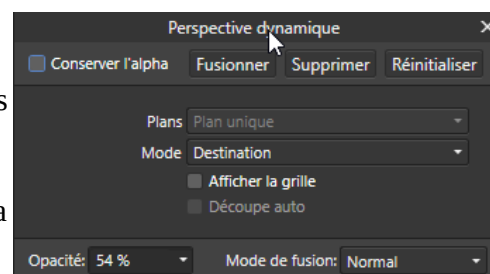 Perspective dynamique
Conserver l'alpha Fusionner Supprimer Réinitialiser
s
Plans Plan unique
Mode Destination
Afficher la grille
Découpe auto
a
Opacité: 54 % Mode de fusion: Normal